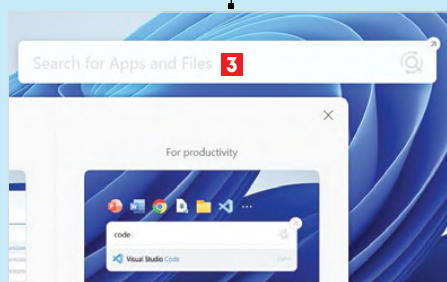 Search for Apps and Files 3
For productivity
code
Visual Studio Code